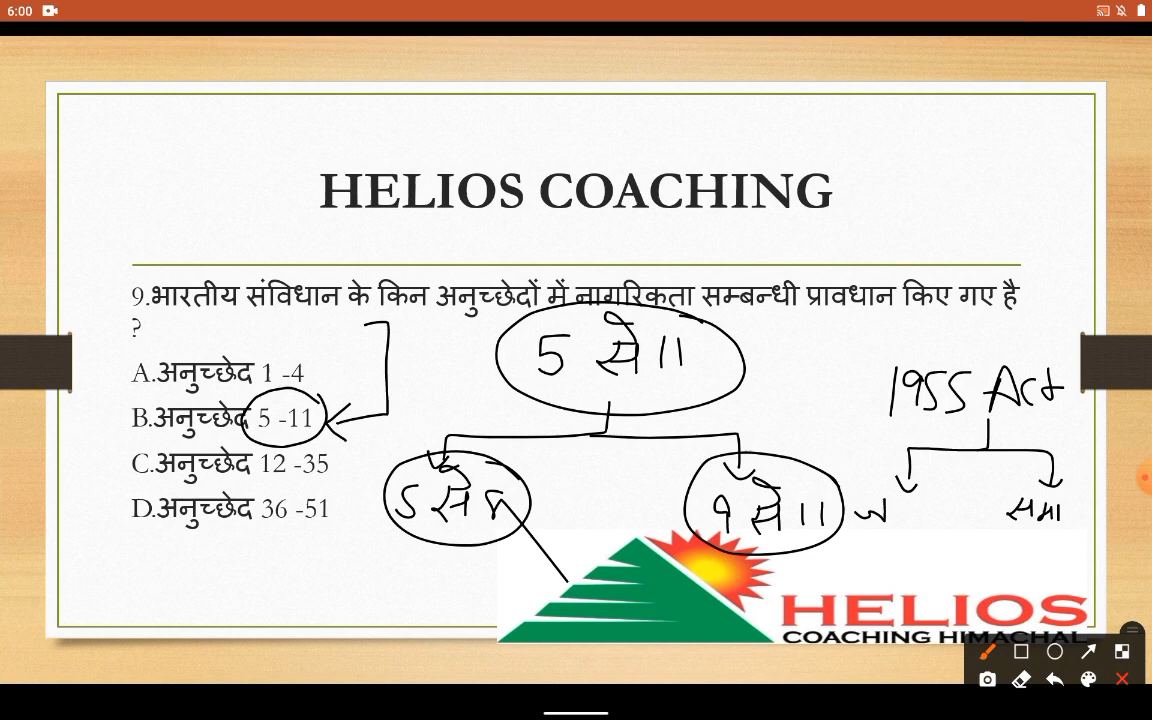 6:00
HELIOS COACHING
9.भारतीय संविधान के किन अनुच्छेदों में नागरिकता सम्बन्धी प्रावधान किए गए है
?
A.अनुच्छेद 1 -4
B.अनुच्छेद 5 -11
C.अनुच्छेद 12 -35
D.अनुच्छेद 36 -51
5 से 11
1955 Act
5 से 8
9 से 11
ज
समा
HELIOS
COACHING HIMACHAL